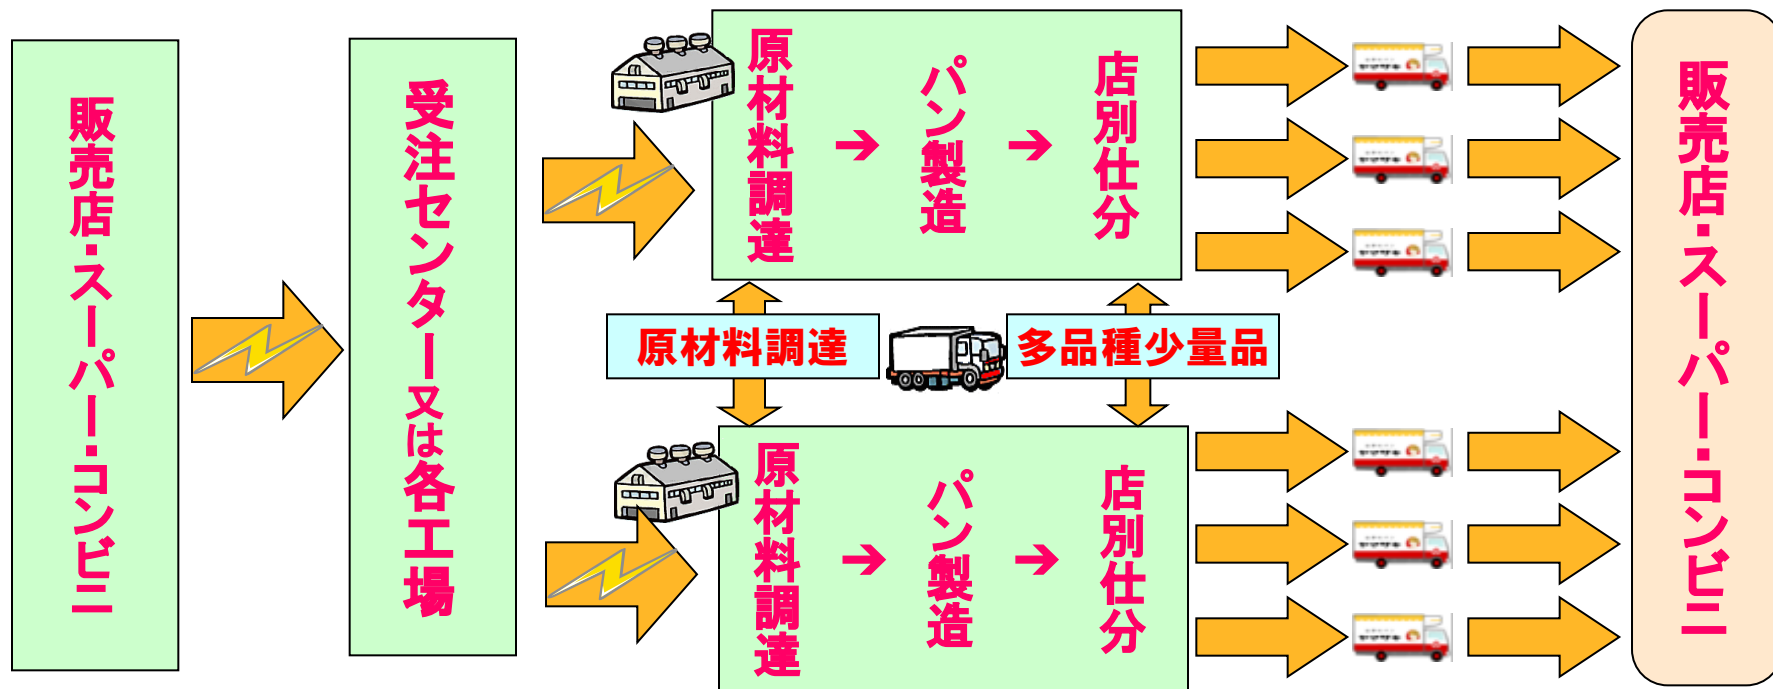 販売店・スーパー・コンビニ
受注センター又は各工場
原材料調達
→
パン製造
→
店別仕分
原材料調達
多品種少量品
原材料調達
→
パン製造
→
店別仕分
販売店・スーパー・コンビニ